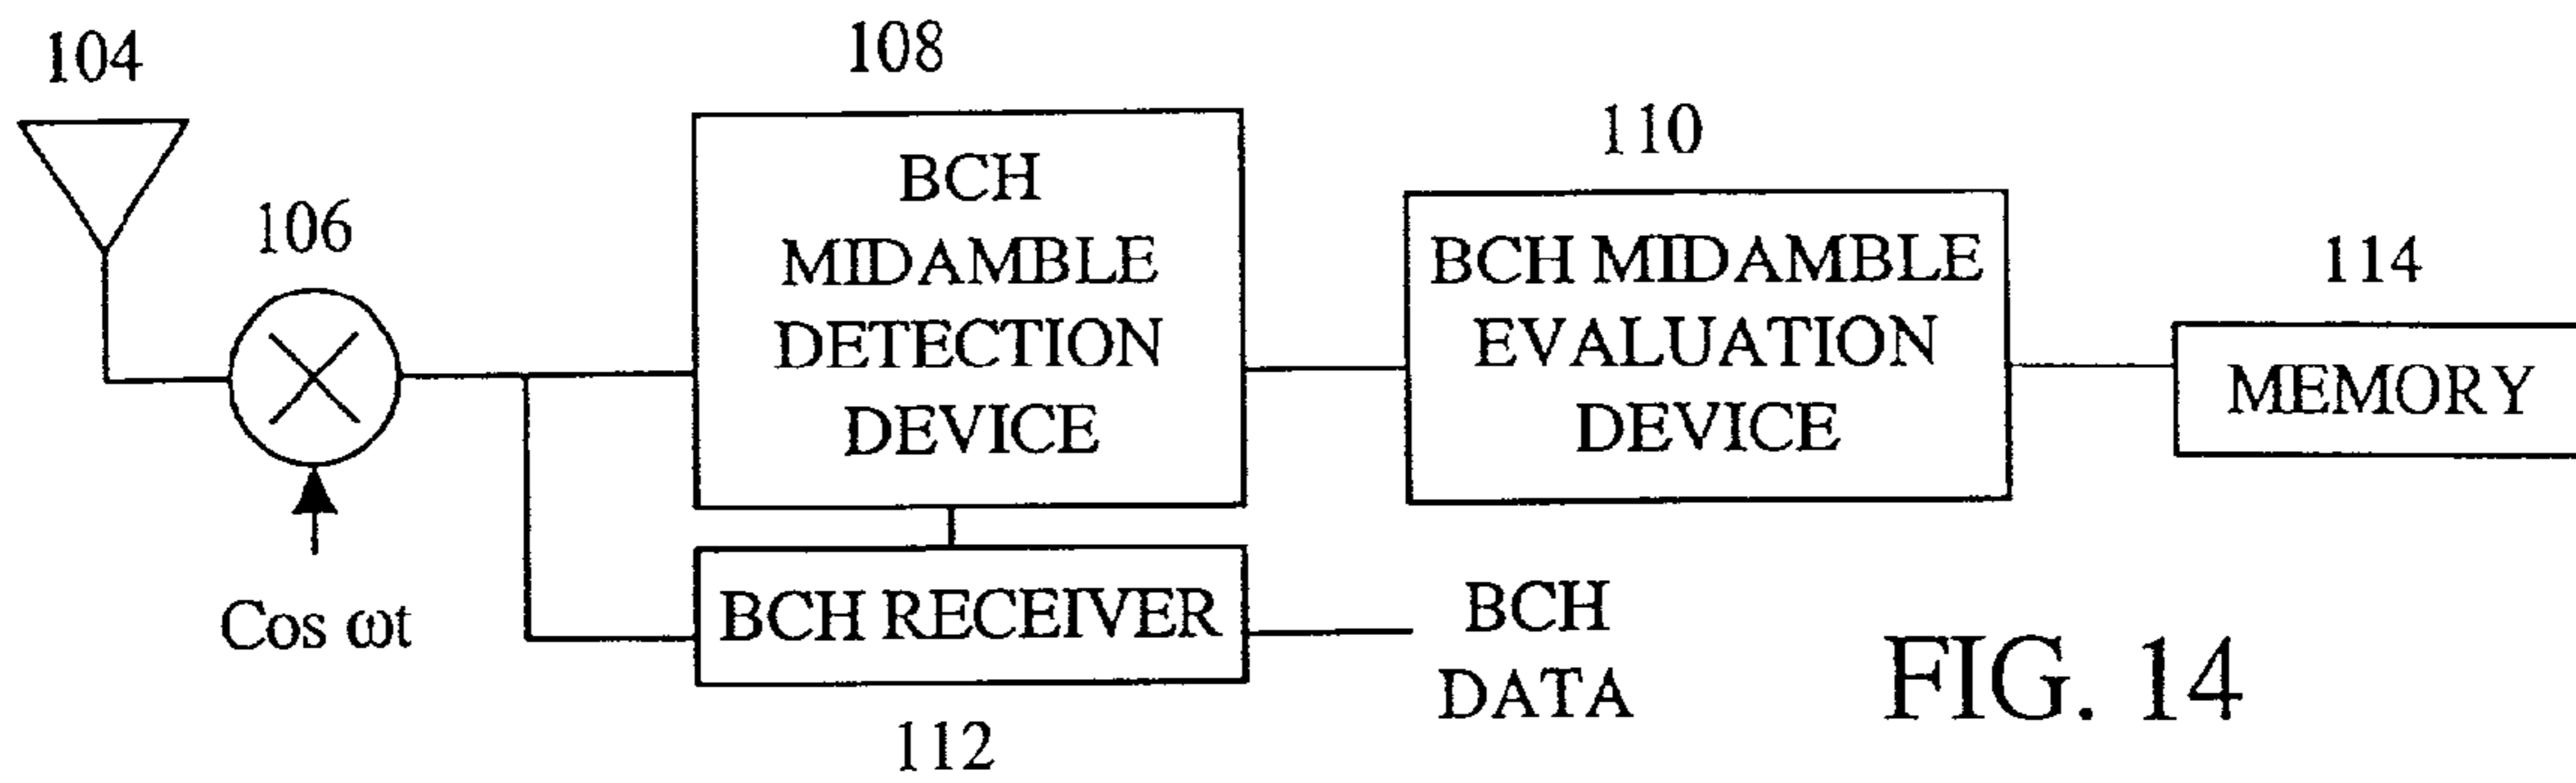 104
108
BCH
MIDAMBLE
DETECTION
DEVICE
106
Cos ωt
110
BCH MIDAMBLE
EVALUATION
DEVICE
114
MEMORY
BCH RECEIVER
112
BCH
DATA
FIG. 14